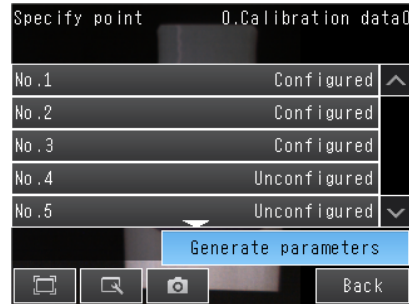 Specify point 0.Calibration data0
No.1 Configured
No.2 Configured
No.3 Configured
No.4 Unconfigured
No.5 Unconfigured
Generate parameters
Back